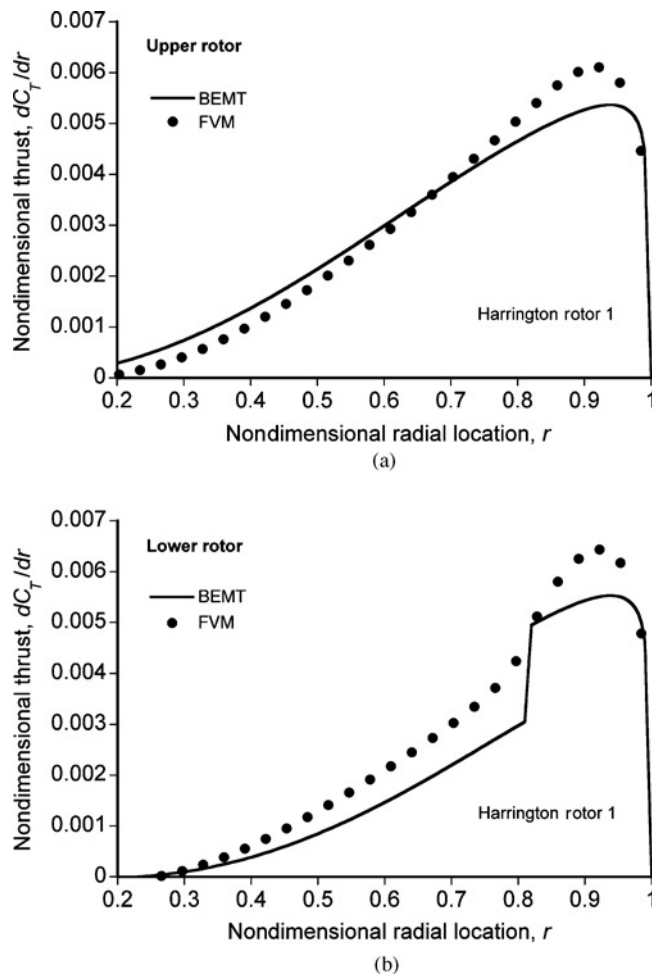 Upper rotor
BEMT
FVM
Nondimensional thrust, dC_T/dr
0.007
0.006
0.005
0.004
0.003
0.002
0.001
0
Harrington rotor 1
0.2 0.3 0.4 0.5 0.6 0.7 0.8 0.9 1
Nondimensional radial location, r
(a)
Lower rotor
BEMT
FVM
Nondimensional thrust, dC_T/dr
0.007
0.006
0.005
0.004
0.003
0.002
0.001
0
Harrington rotor 1
0.2 0.3 0.4 0.5 0.6 0.7 0.8 0.9 1
Nondimensional radial location, r
(b)